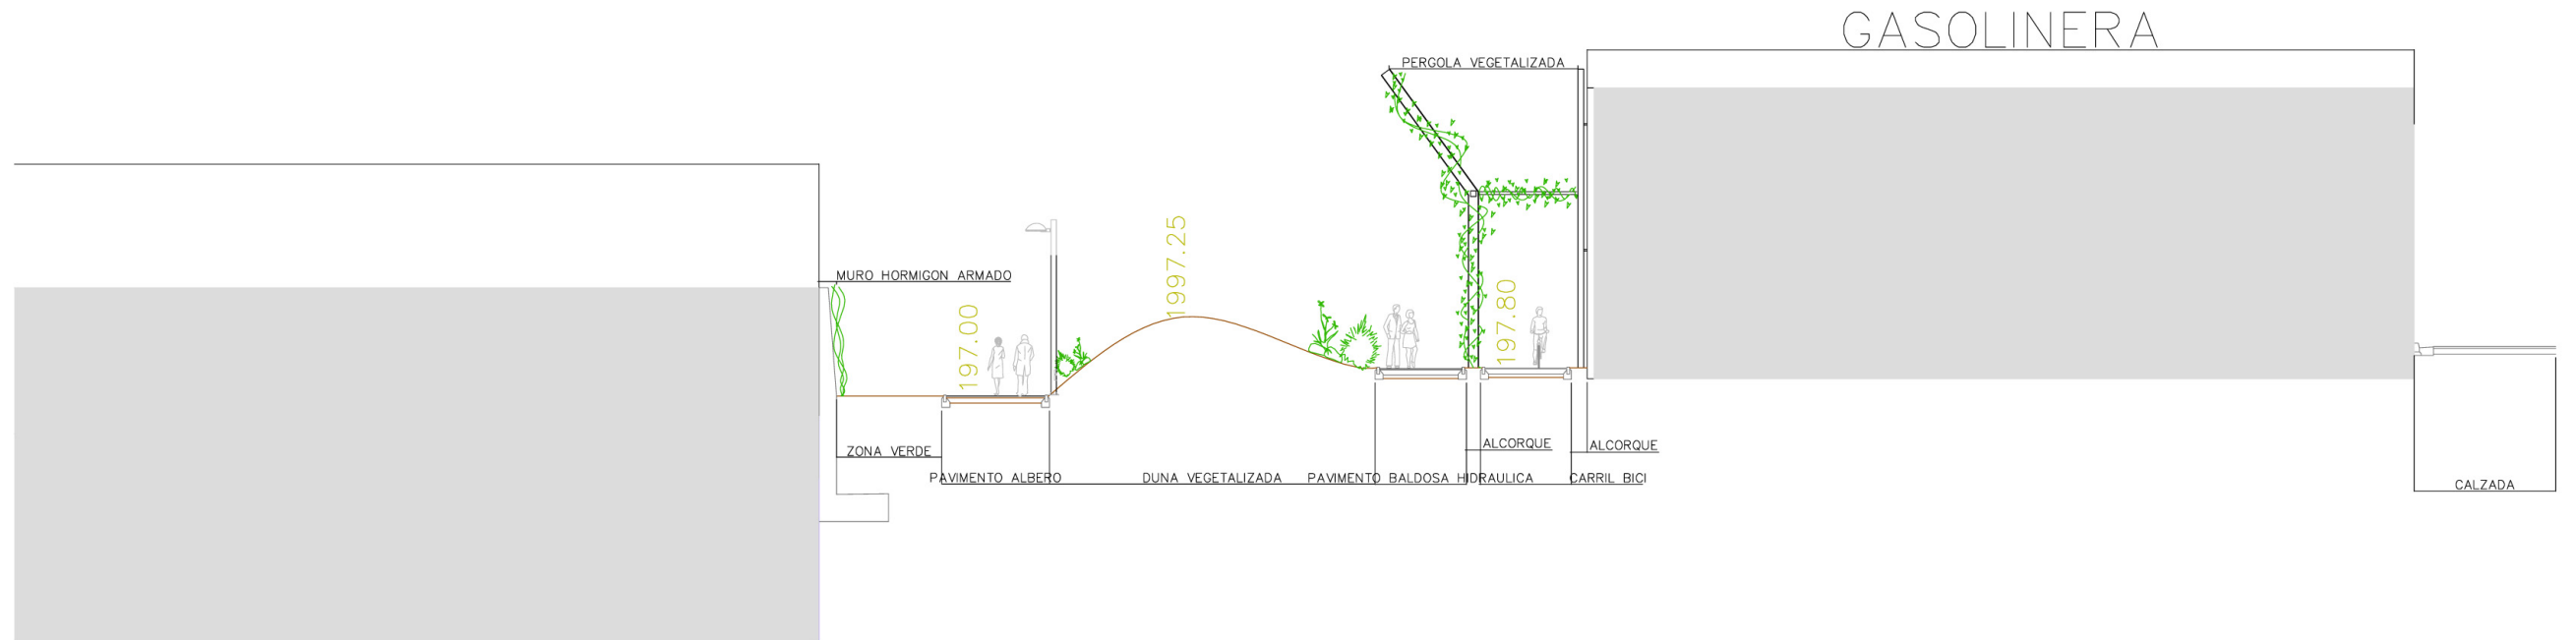 GASOLINERA
PERGOLA VEGETALIZADA
MURO HORMIGON ARMADO
1997.25
197.00
197.80
ZONA VERDE
ALCORQUE
ALCORQUE
PAVIMENTO ALBERO
DUNA VEGETALIZADA
PAVIMENTO BALDOSA HIDRAULICA
CARRIL BICI
CALZADA